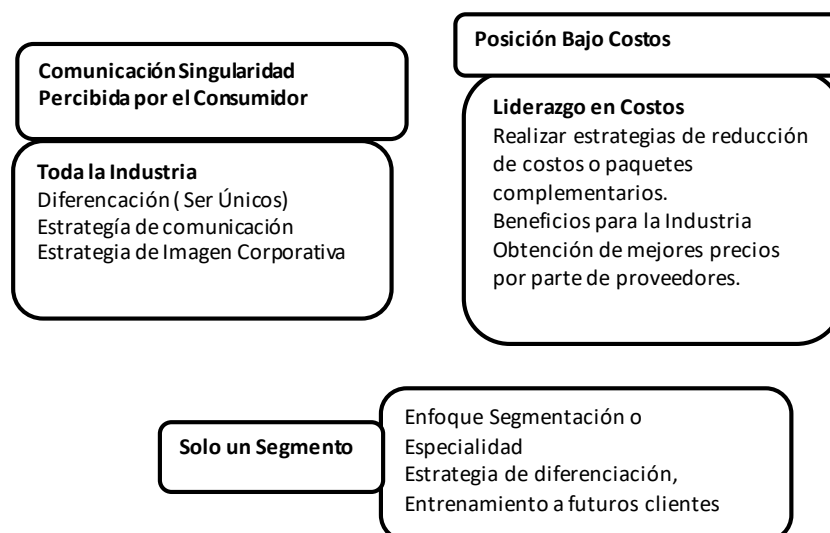 Comunicación Singularidad
Percibida por el Consumidor
Toda la Industria
Diferencación ( Ser Únicos)
Estrategía de comunicación
Estrategia de Imagen Corporativa
Posición Bajo Costos
Liderazgo en Costos
Realizar estrategias de reducción
de costos o paquetes
complementarios.
Beneficios para la Industria
Obtención de mejores precios
por parte de proveedores.
Solo un Segmento
Enfoque Segmentación o
Especialidad
Estrategia de diferenciación,
Entrenamiento a futuros clientes